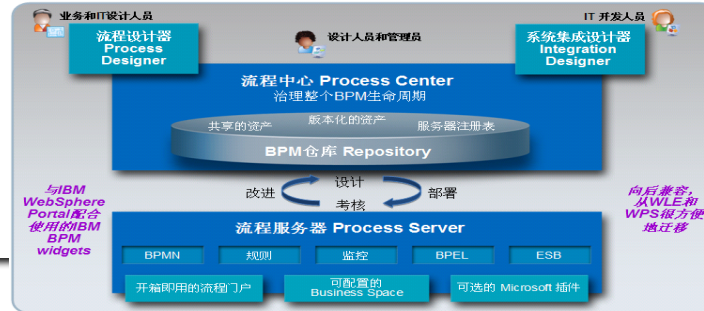 业务和IT设计人员
IT 开发人员
流程设计器
Process
Designer
设计人员和管理员
系统集成设计器
Integration
Designer
流程中心 Process Center
治理整个BPM生命周期
共享的资产
版本化的资产
服务器注册表
BPM仓库 Repository
改进
设计
考核
部署
与IBM
WebSphere
Portal配合
使用的IBM
BPM
widgets
向后兼容，
从WLE和
WPS很方便
地迁移
流程服务器 Process Server
BPMN
规则
监控
BPEL
ESB
开箱即用的流程门户
可配置的
Business Space
可选的 Microsoft 插件